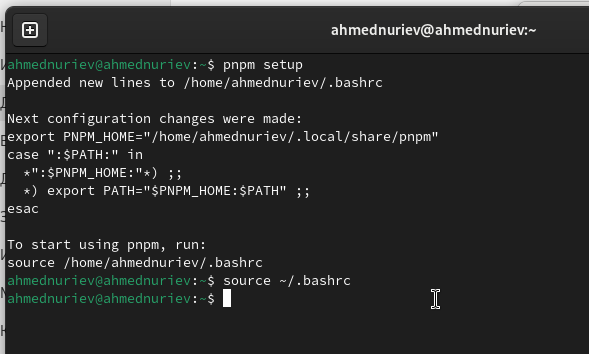 ahmednuriev@ahmednuriev:~
ahmednuriev@ahmednuriev:~$ pnpm setup
Appended new lines to /home/ahmednuriev/.bashrc

Next configuration changes were made:
export PNPM_HOME="/home/ahmednuriev/.local/share/pnpm"
case ":$PATH:" in
  *":$PNPM_HOME:"*) ;;
  *) export PATH="$PNPM_HOME:$PATH" ;;
esac

To start using pnpm, run:
source /home/ahmednuriev/.bashrc
ahmednuriev@ahmednuriev:~$ source ~/.bashrc
ahmednuriev@ahmednuriev:~$